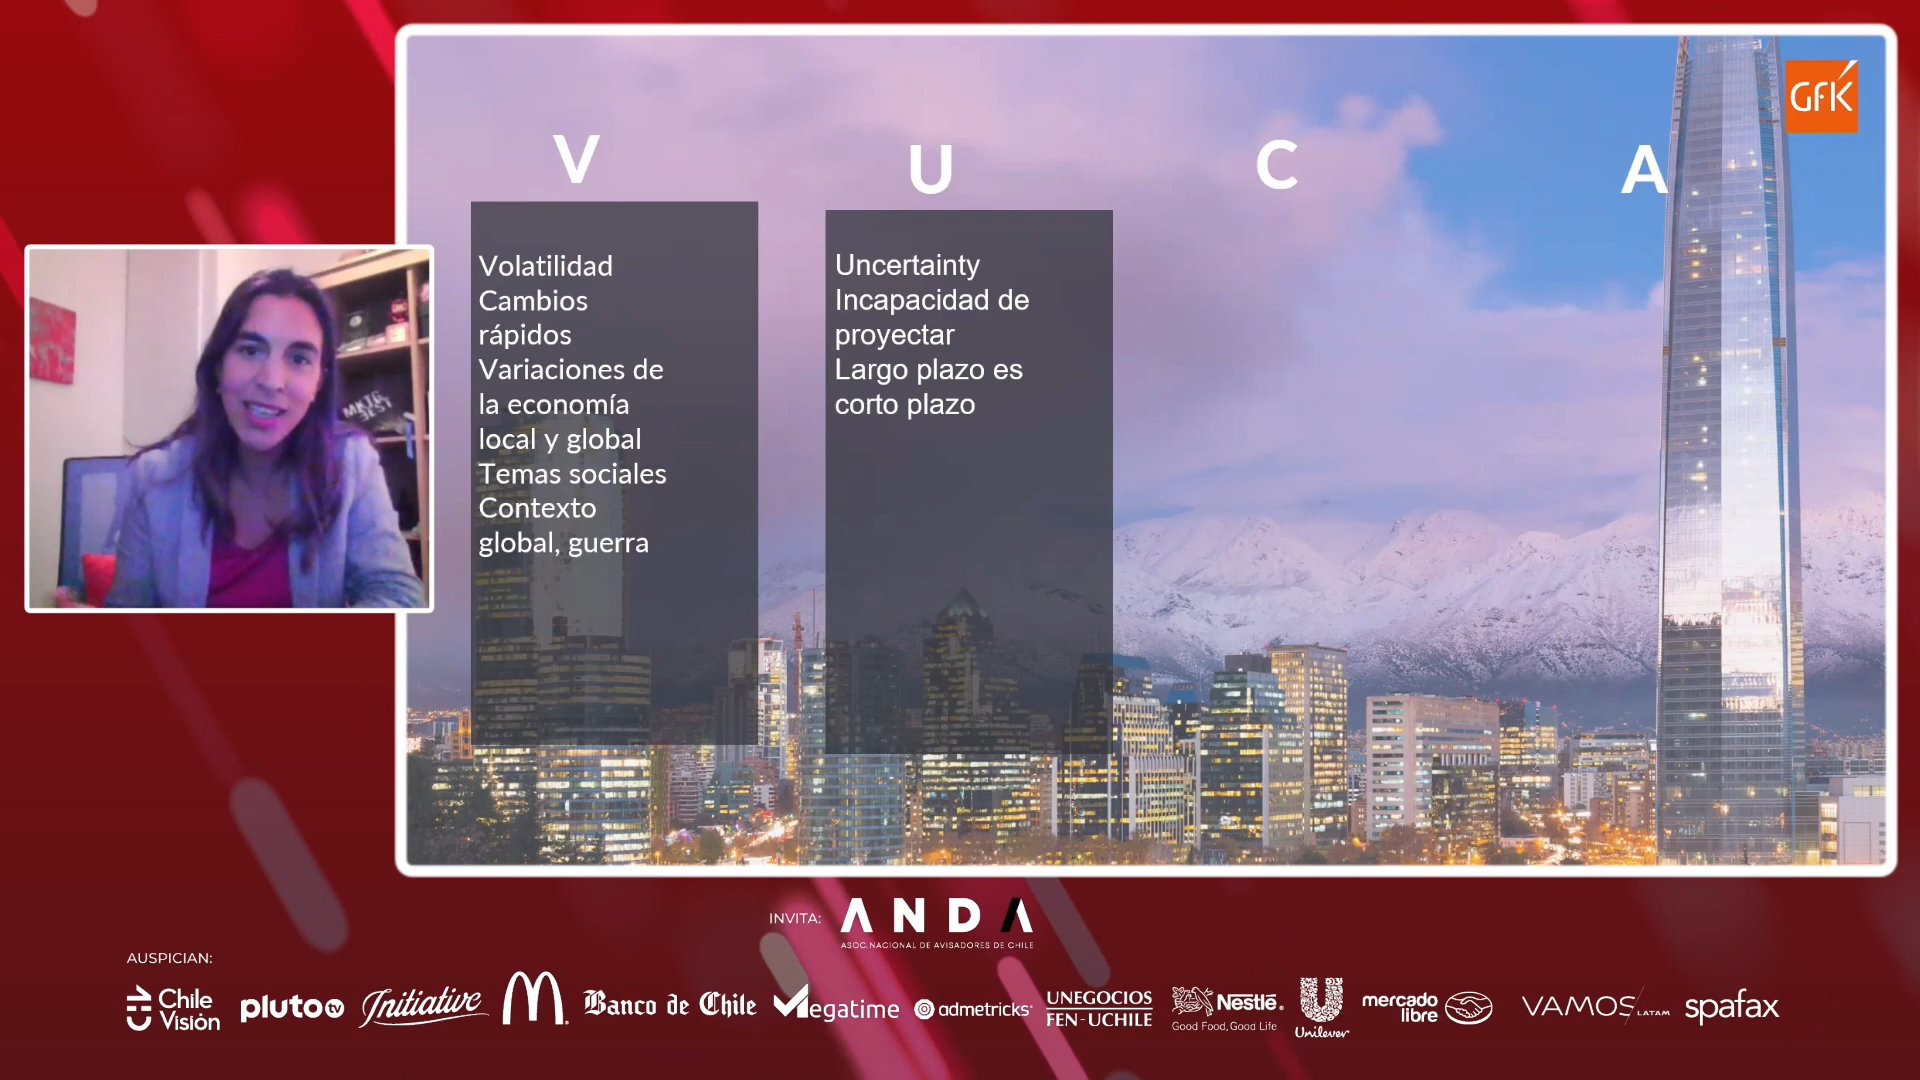 GFK
V
U
C
A
Volatilidad
Cambios
rápidos
Variaciones de
la economía
local y global
Temas sociales
Contexto
global, guerra
Uncertainty
Incapacidad de
proyectar
Largo plazo es
corto plazo
MKTG
BEST
INVITA:
ANDA
ASOC. NACIONAL DE AVISADORES DE CHILE
AUSPICIAN:
CHV
Chile
Visión
pluto tv
Initiative
M
Banco de Chile
Megatime
admetricks
UNEGOCIOS
FEN-UCHILE
Nestlé.
Good Food, Good Life
U
Unilever
mercado
libre
VAMOS LATAM
spafax